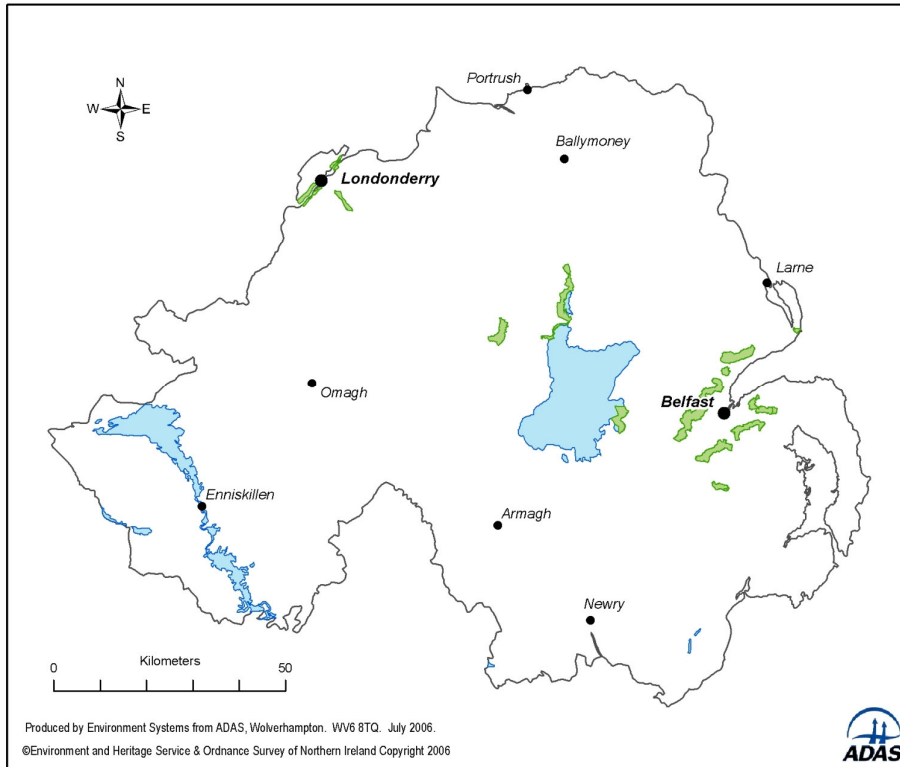 N
W E
S
Portrush
Ballymoney
Londonderry
Larne
Omagh
Belfast
Enniskillen
Armagh
Newry
0 Kilometers 50
Produced by Environment Systems from ADAS, Wolverhampton. WV6 8TQ. July 2006.
©Environment and Heritage Service & Ordnance Survey of Northern Ireland Copyright 2006
ADAS